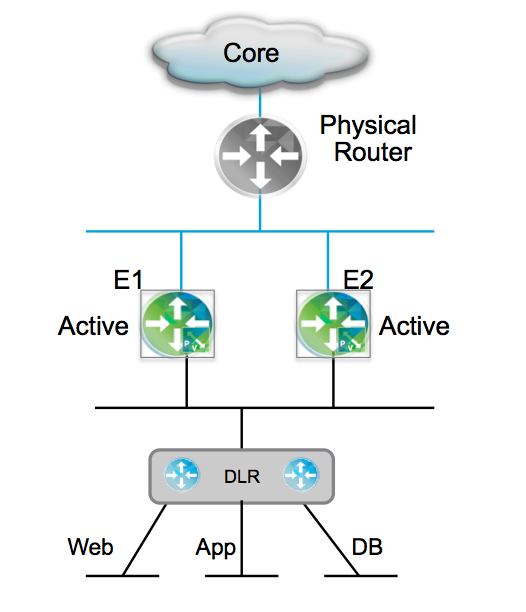 Core
Physical
Router
E1
E2
Active
Active
P
V
P
V
DLR
Web
App
DB